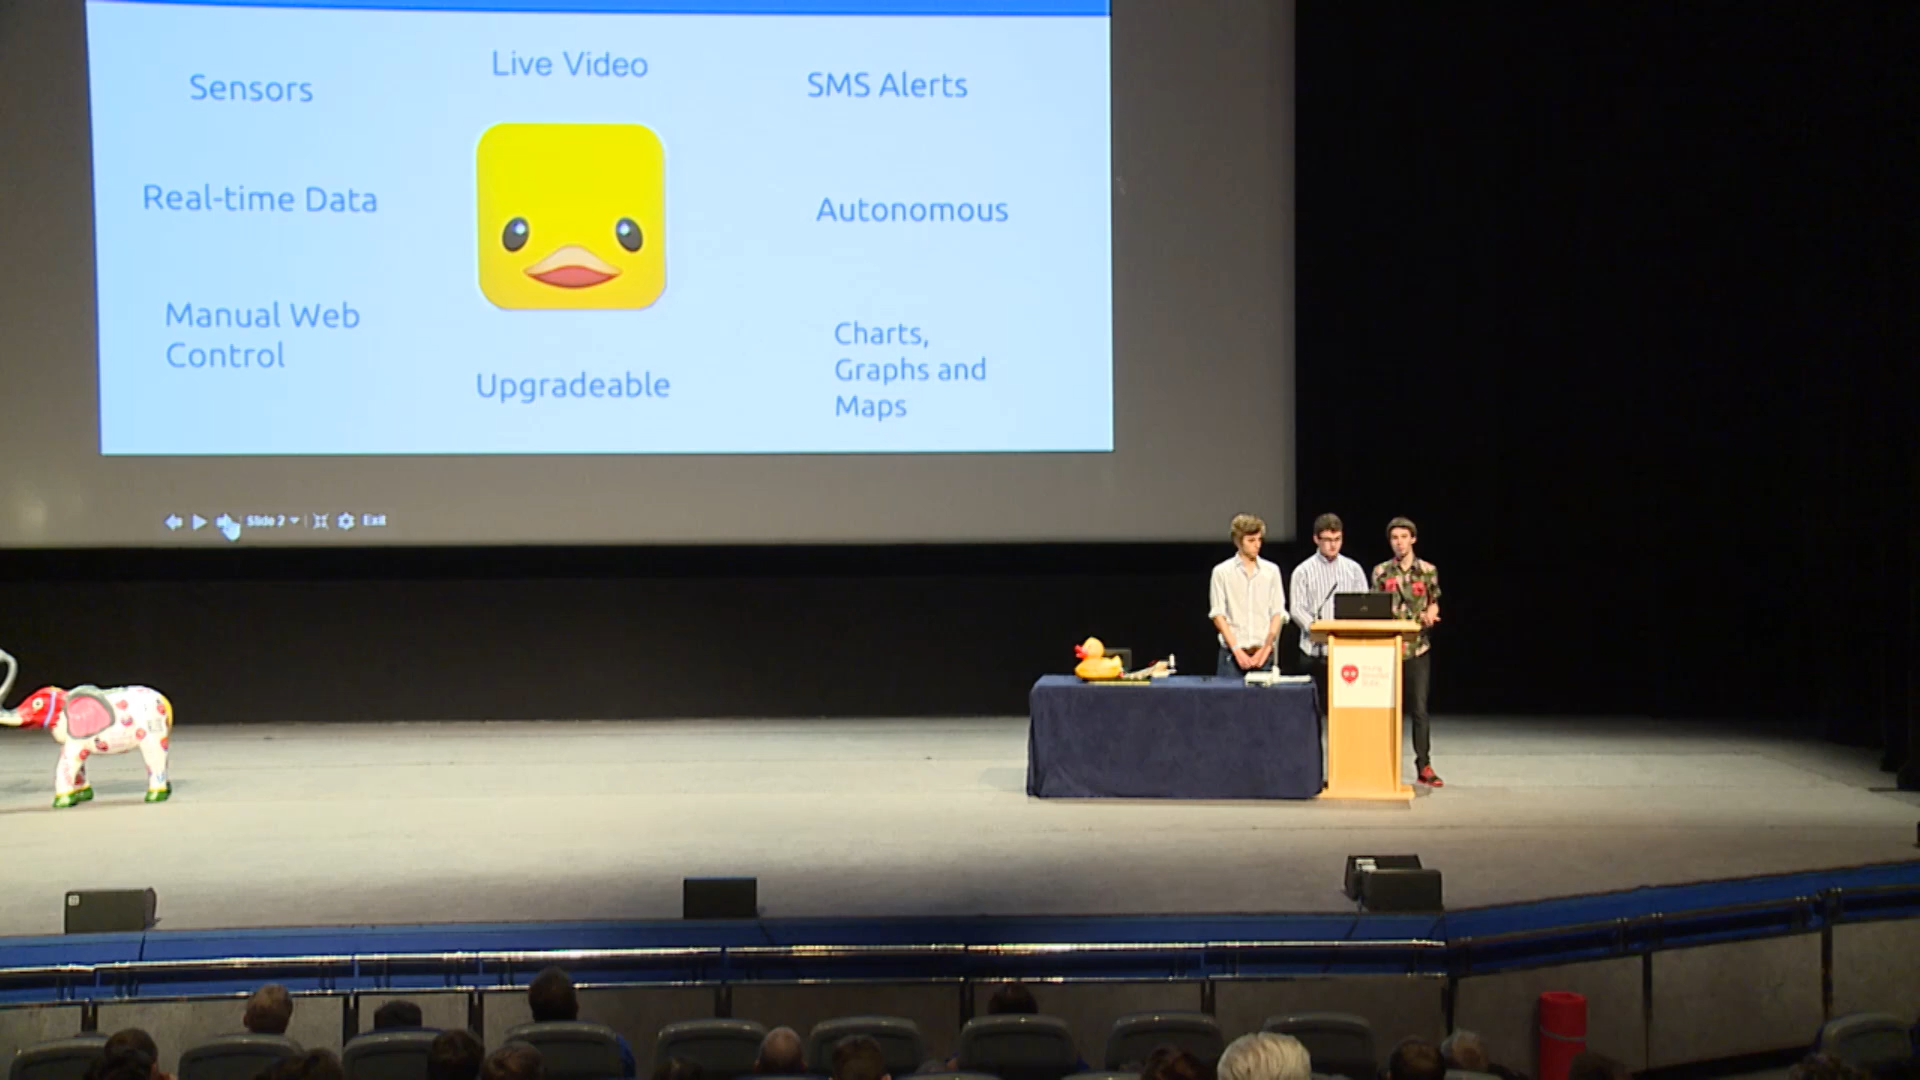 Live Video
Sensors
SMS Alerts
Real-time Data
Autonomous
Manual Web
Control
Charts,
Graphs and
Maps
Upgradeable
Slide 2
Exit